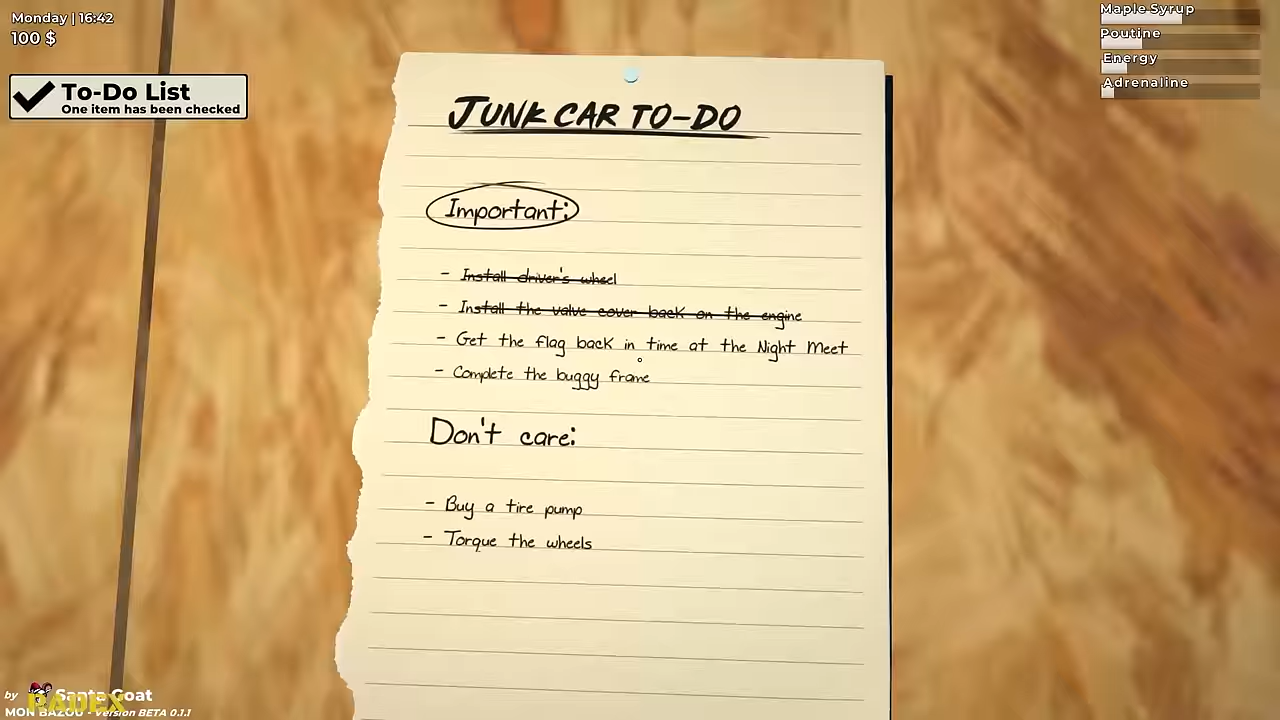 Monday | 16:42
100 $
To-Do List
One item has been checked
Maple Syrup
Poutine
Energy
Adrenaline
JUNK CAR TO-DO
Important:
- Install driver's wheel
- Install the valve cover back on the engine
- Get the flag back in time at the Night Meet
- Complete the buggy frame
Don't care:
- Buy a tire pump
- Torque the wheels
by Santa Goat
RADEX
MON BAZOU - Version BETA 0.1.1